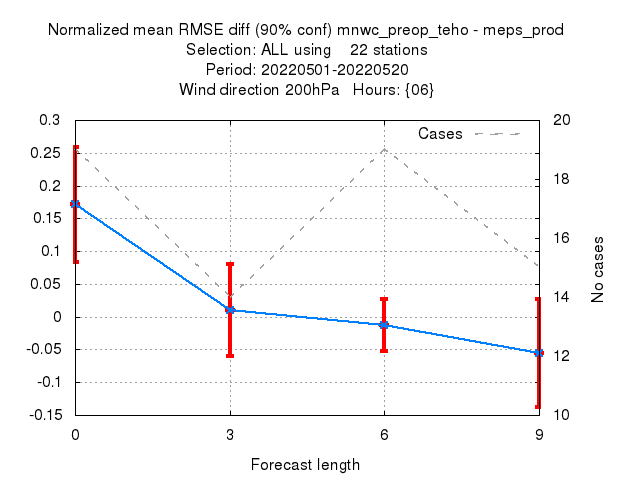 Normalized mean RMSE diff (90% conf) mnwc_preop_teho - meps_prod
Selection: ALL using    22 stations
Period: 20220501-20220520
Wind direction 200hPa   Hours: {06}
Cases
0.3
0.25
0.2
0.15
0.1
0.05
0
-0.05
-0.1
-0.15
20
18
16
14
12
10
No cases
0 3 6 9
Forecast length